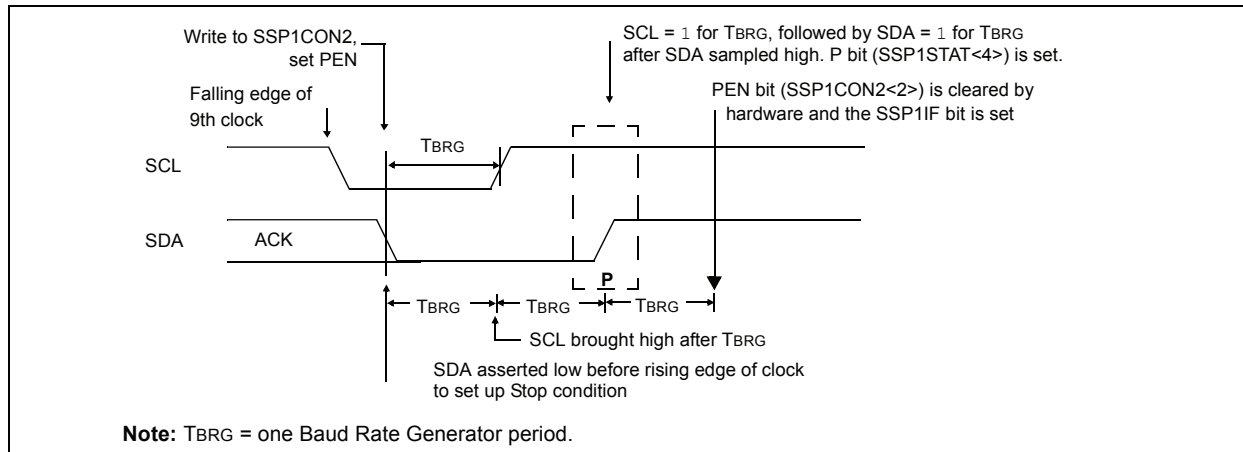 Write to SSP1CON2,
set PEN
SCL = 1 for TBRG, followed by SDA = 1 for TBRG
after SDA sampled high. P bit (SSP1STAT<4>) is set.
Falling edge of
9th clock
PEN bit (SSP1CON2<2>) is cleared by
hardware and the SSP1IF bit is set
TBRG
SCL
SDA
ACK
P
TBRG
TBRG
TBRG
SCL brought high after TBRG
SDA asserted low before rising edge of clock
to set up Stop condition
Note: TBRG = one Baud Rate Generator period.